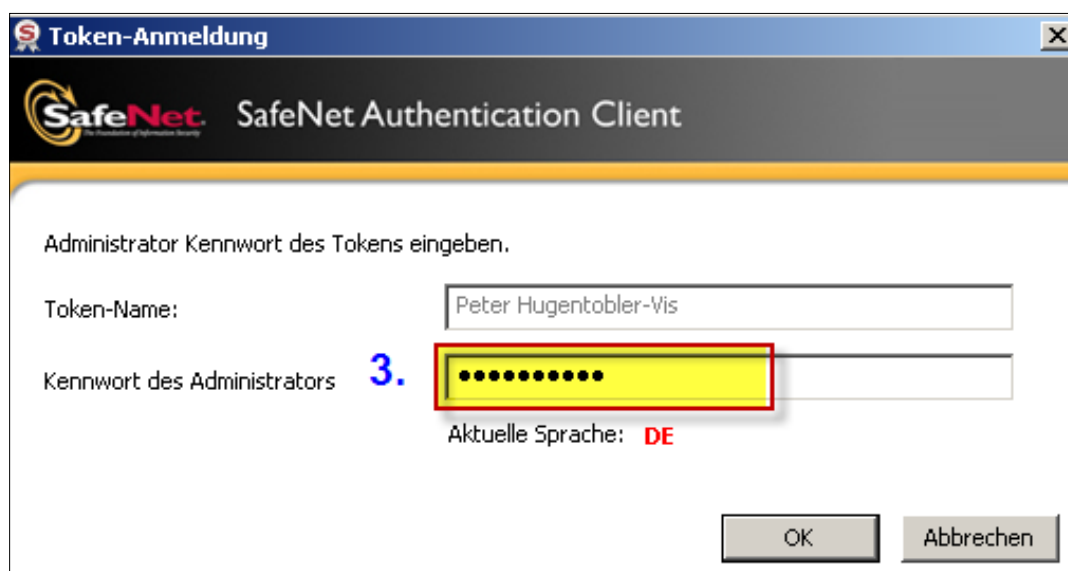 Token-Anmeldung
SafeNet. SafeNet Authentication Client
Administrator Kennwort des Tokens eingeben.
Token-Name: Peter Hugentobler-Vis
Kennwort des Administrators 3. ••••••••••
Aktuelle Sprache: DE
OK Abbrechen